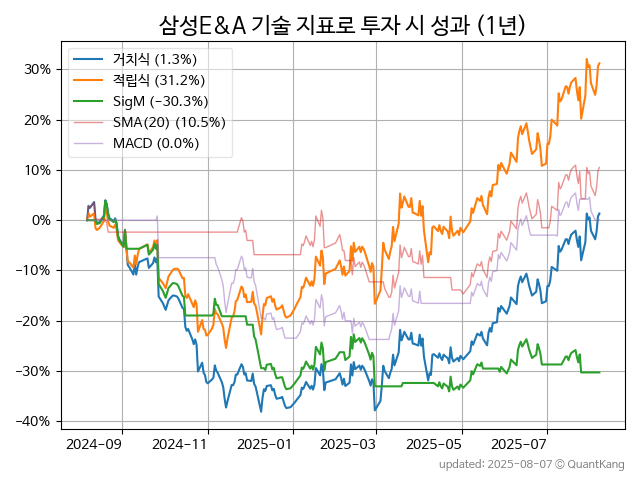 삼성E&A 기술 지표로 투자 시 성과 (1년)
거치식 (1.3%)
적립식 (31.2%)
SigM (−30.3%)
SMA(20) (10.5%)
MACD (0.0%)
30%
20%
10%
0%
−10%
−20%
−30%
−40%
2024-09 2024-11 2025-01 2025-03 2025-05 2025-07
updated: 2025-08-07 © QuantKang